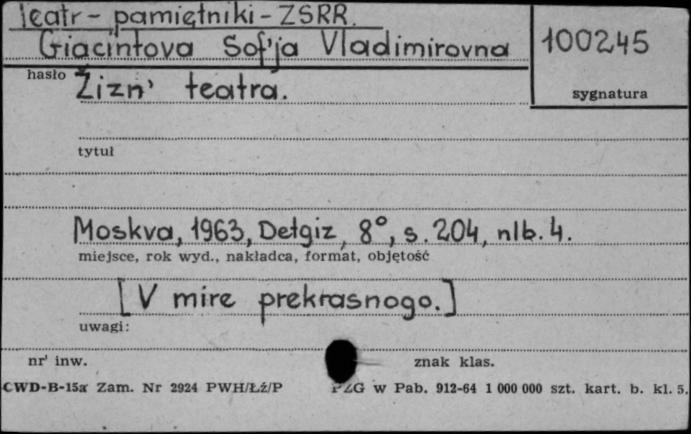 Teatr - pamiętniki - ZSRR.
Giacintova Sof'ja Vladimirovna
100245
hasło
Žizn' teatra.
sygnatura
tytuł
Moskva, 1963, Detgiz, 8°, s. 204, nlb. 4.
miejsce, rok wyd., nakładca, format, objętość
[V mire prekrasnogo.]
uwagi:
nr' inw.
znak klas.
CWD-B-15a Zam. Nr 2924 PWH/Łź/P
PZG w Pab. 912-64 1 000 000 szt. kart. b. kl. 5.